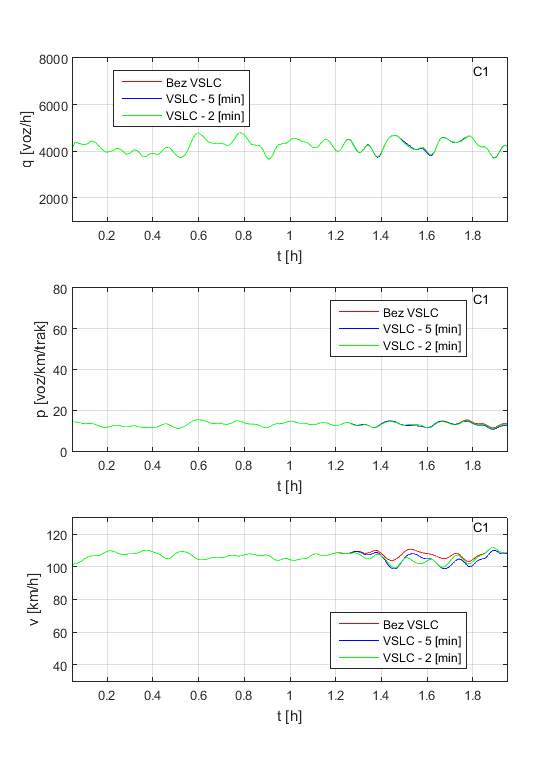 8000
6000
4000
2000
q [voz/h]
C1
Bez VSLC
VSLC - 5 [min]
VSLC - 2 [min]
0.2 0.4 0.6 0.8 1 1.2 1.4 1.6 1.8
t [h]
80
60
40
20
0
p [voz/km/trak]
C1
Bez VSLC
VSLC - 5 [min]
VSLC - 2 [min]
0.2 0.4 0.6 0.8 1 1.2 1.4 1.6 1.8
t [h]
120
100
80
60
40
v [km/h]
C1
Bez VSLC
VSLC - 5 [min]
VSLC - 2 [min]
0.2 0.4 0.6 0.8 1 1.2 1.4 1.6 1.8
t [h]